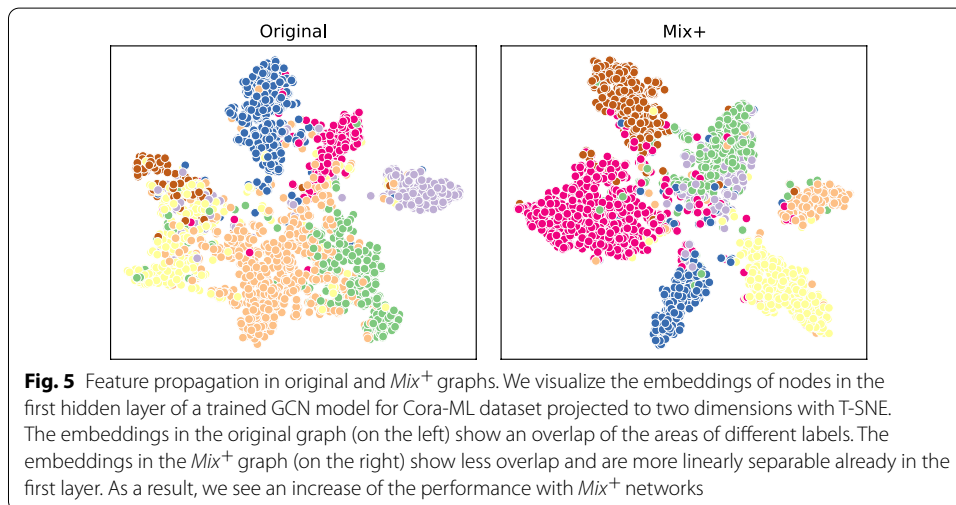 Original
Mix+
Fig. 5 Feature propagation in original and Mix+ graphs. We visualize the embeddings of nodes in the
first hidden layer of a trained GCN model for Cora-ML dataset projected to two dimensions with T-SNE.
The embeddings in the original graph (on the left) show an overlap of the areas of different labels. The
embeddings in the Mix+ graph (on the right) show less overlap and are more linearly separable already in the
first layer. As a result, we see an increase of the performance with Mix+ networks